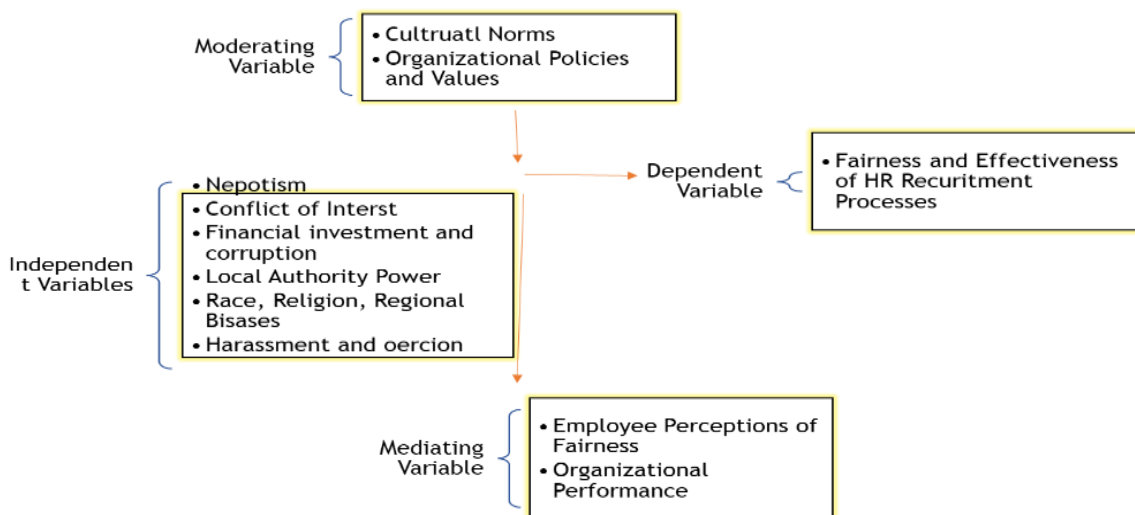 Moderating
Variable
• Cultruatl Norms
• Organizational Policies
and Values
Dependent
Variable
• Fairness and Effectiveness
of HR Recuritment
Processes
Independen
t Variables
• Nepotism
• Conflict of Interst
• Financial investment and
corruption
• Local Authority Power
• Race, Religion, Regional
Bisases
• Harassment and oercion
Mediating
Variable
• Employee Perceptions of
Fairness
• Organizational
Performance